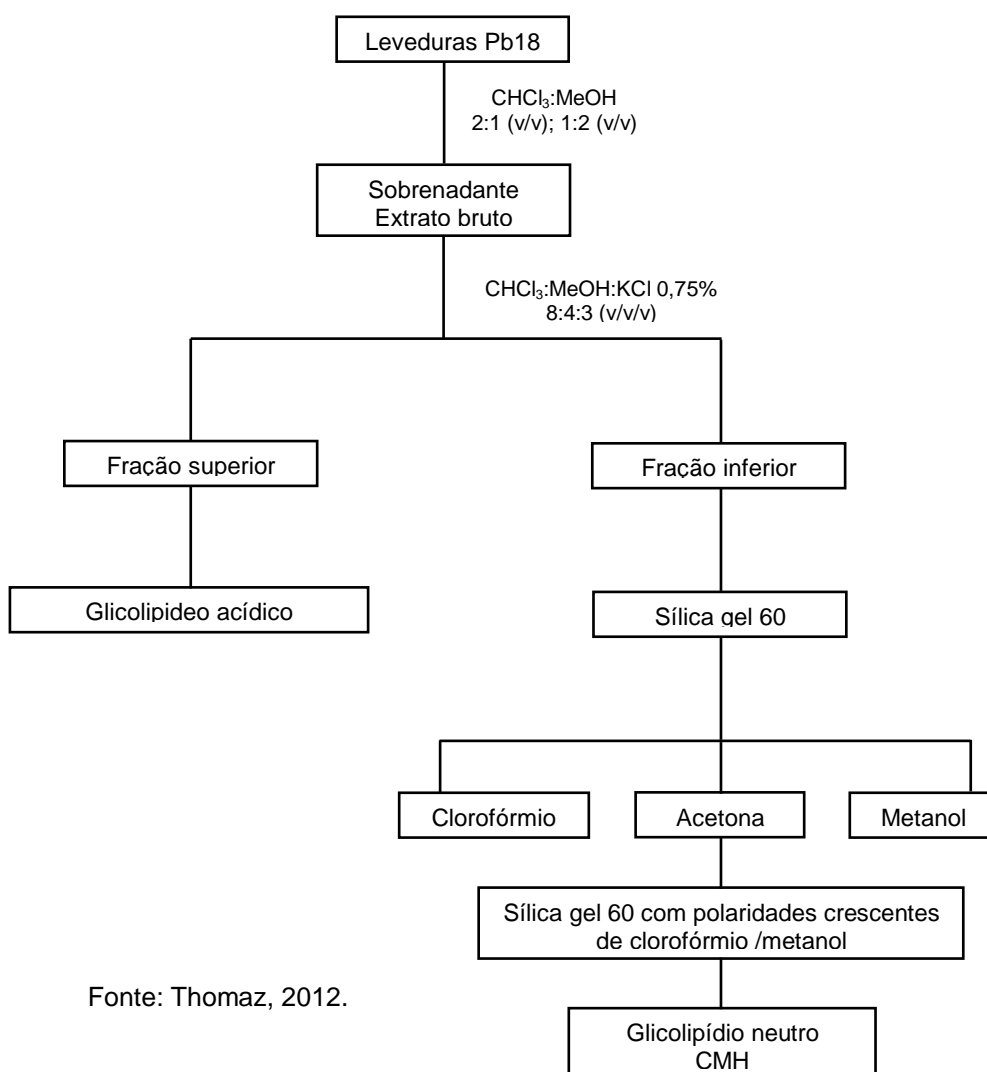 Leveduras Pb18
CHCl₃:MeOH
2:1 (v/v); 1:2 (v/v)
Sobrenadante
Extrato bruto
CHCl₃:MeOH:KCl 0,75%
8:4:3 (v/v/v)
Fração superior
Fração inferior
Glicolipideo acídico
Sílica gel 60
Clorofórmio
Acetona
Metanol
Sílica gel 60 com polaridades crescentes
de clorofórmio /metanol
Fonte: Thomaz, 2012.
Glicolipídio neutro
CMH